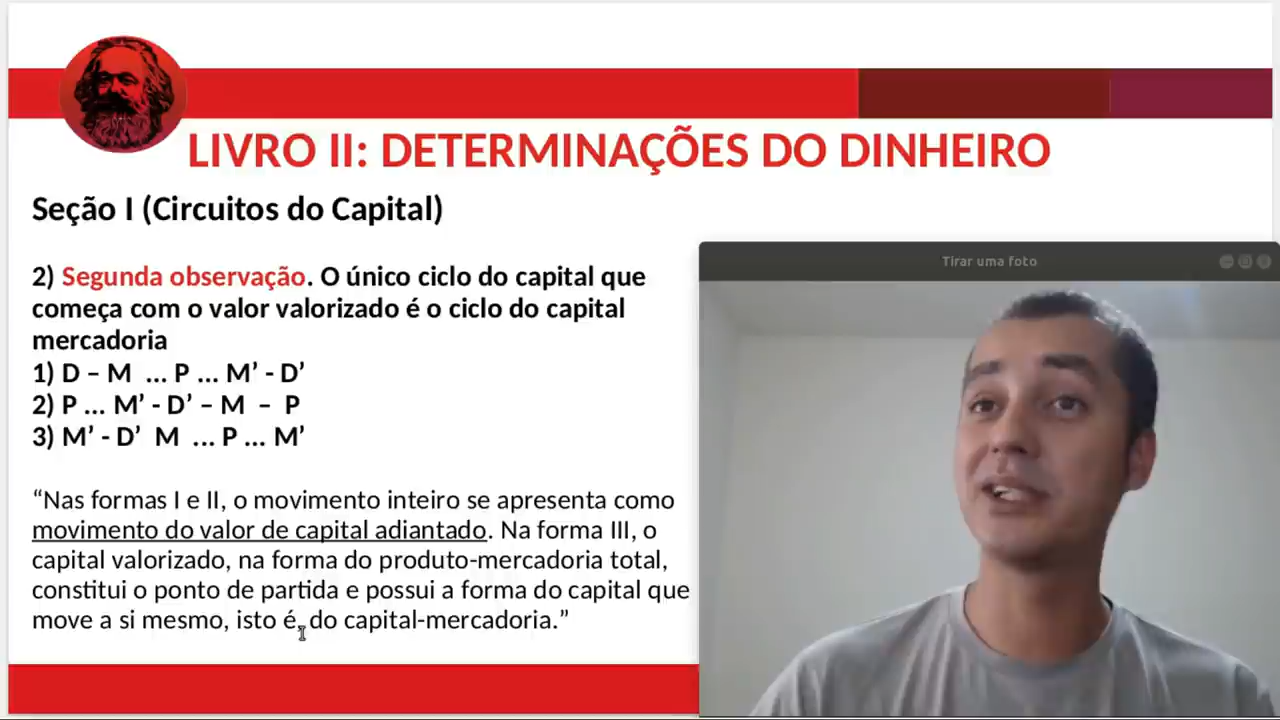 LIVRO II: DETERMINAÇÕES DO DINHEIRO
Seção I (Circuitos do Capital)
2) Segunda observação. O único ciclo do capital que
começa com o valor valorizado é o ciclo do capital
mercadoria
1) D – M ... P ... M’ - D’
2) P ... M’ - D’ – M – P
3) M’ - D’ M ... P ... M’
“Nas formas I e II, o movimento inteiro se apresenta como
movimento do valor de capital adiantado. Na forma III, o
capital valorizado, na forma do produto-mercadoria total,
constitui o ponto de partida e possui a forma do capital que
move a si mesmo, isto é, do capital-mercadoria.”
Tirar uma foto